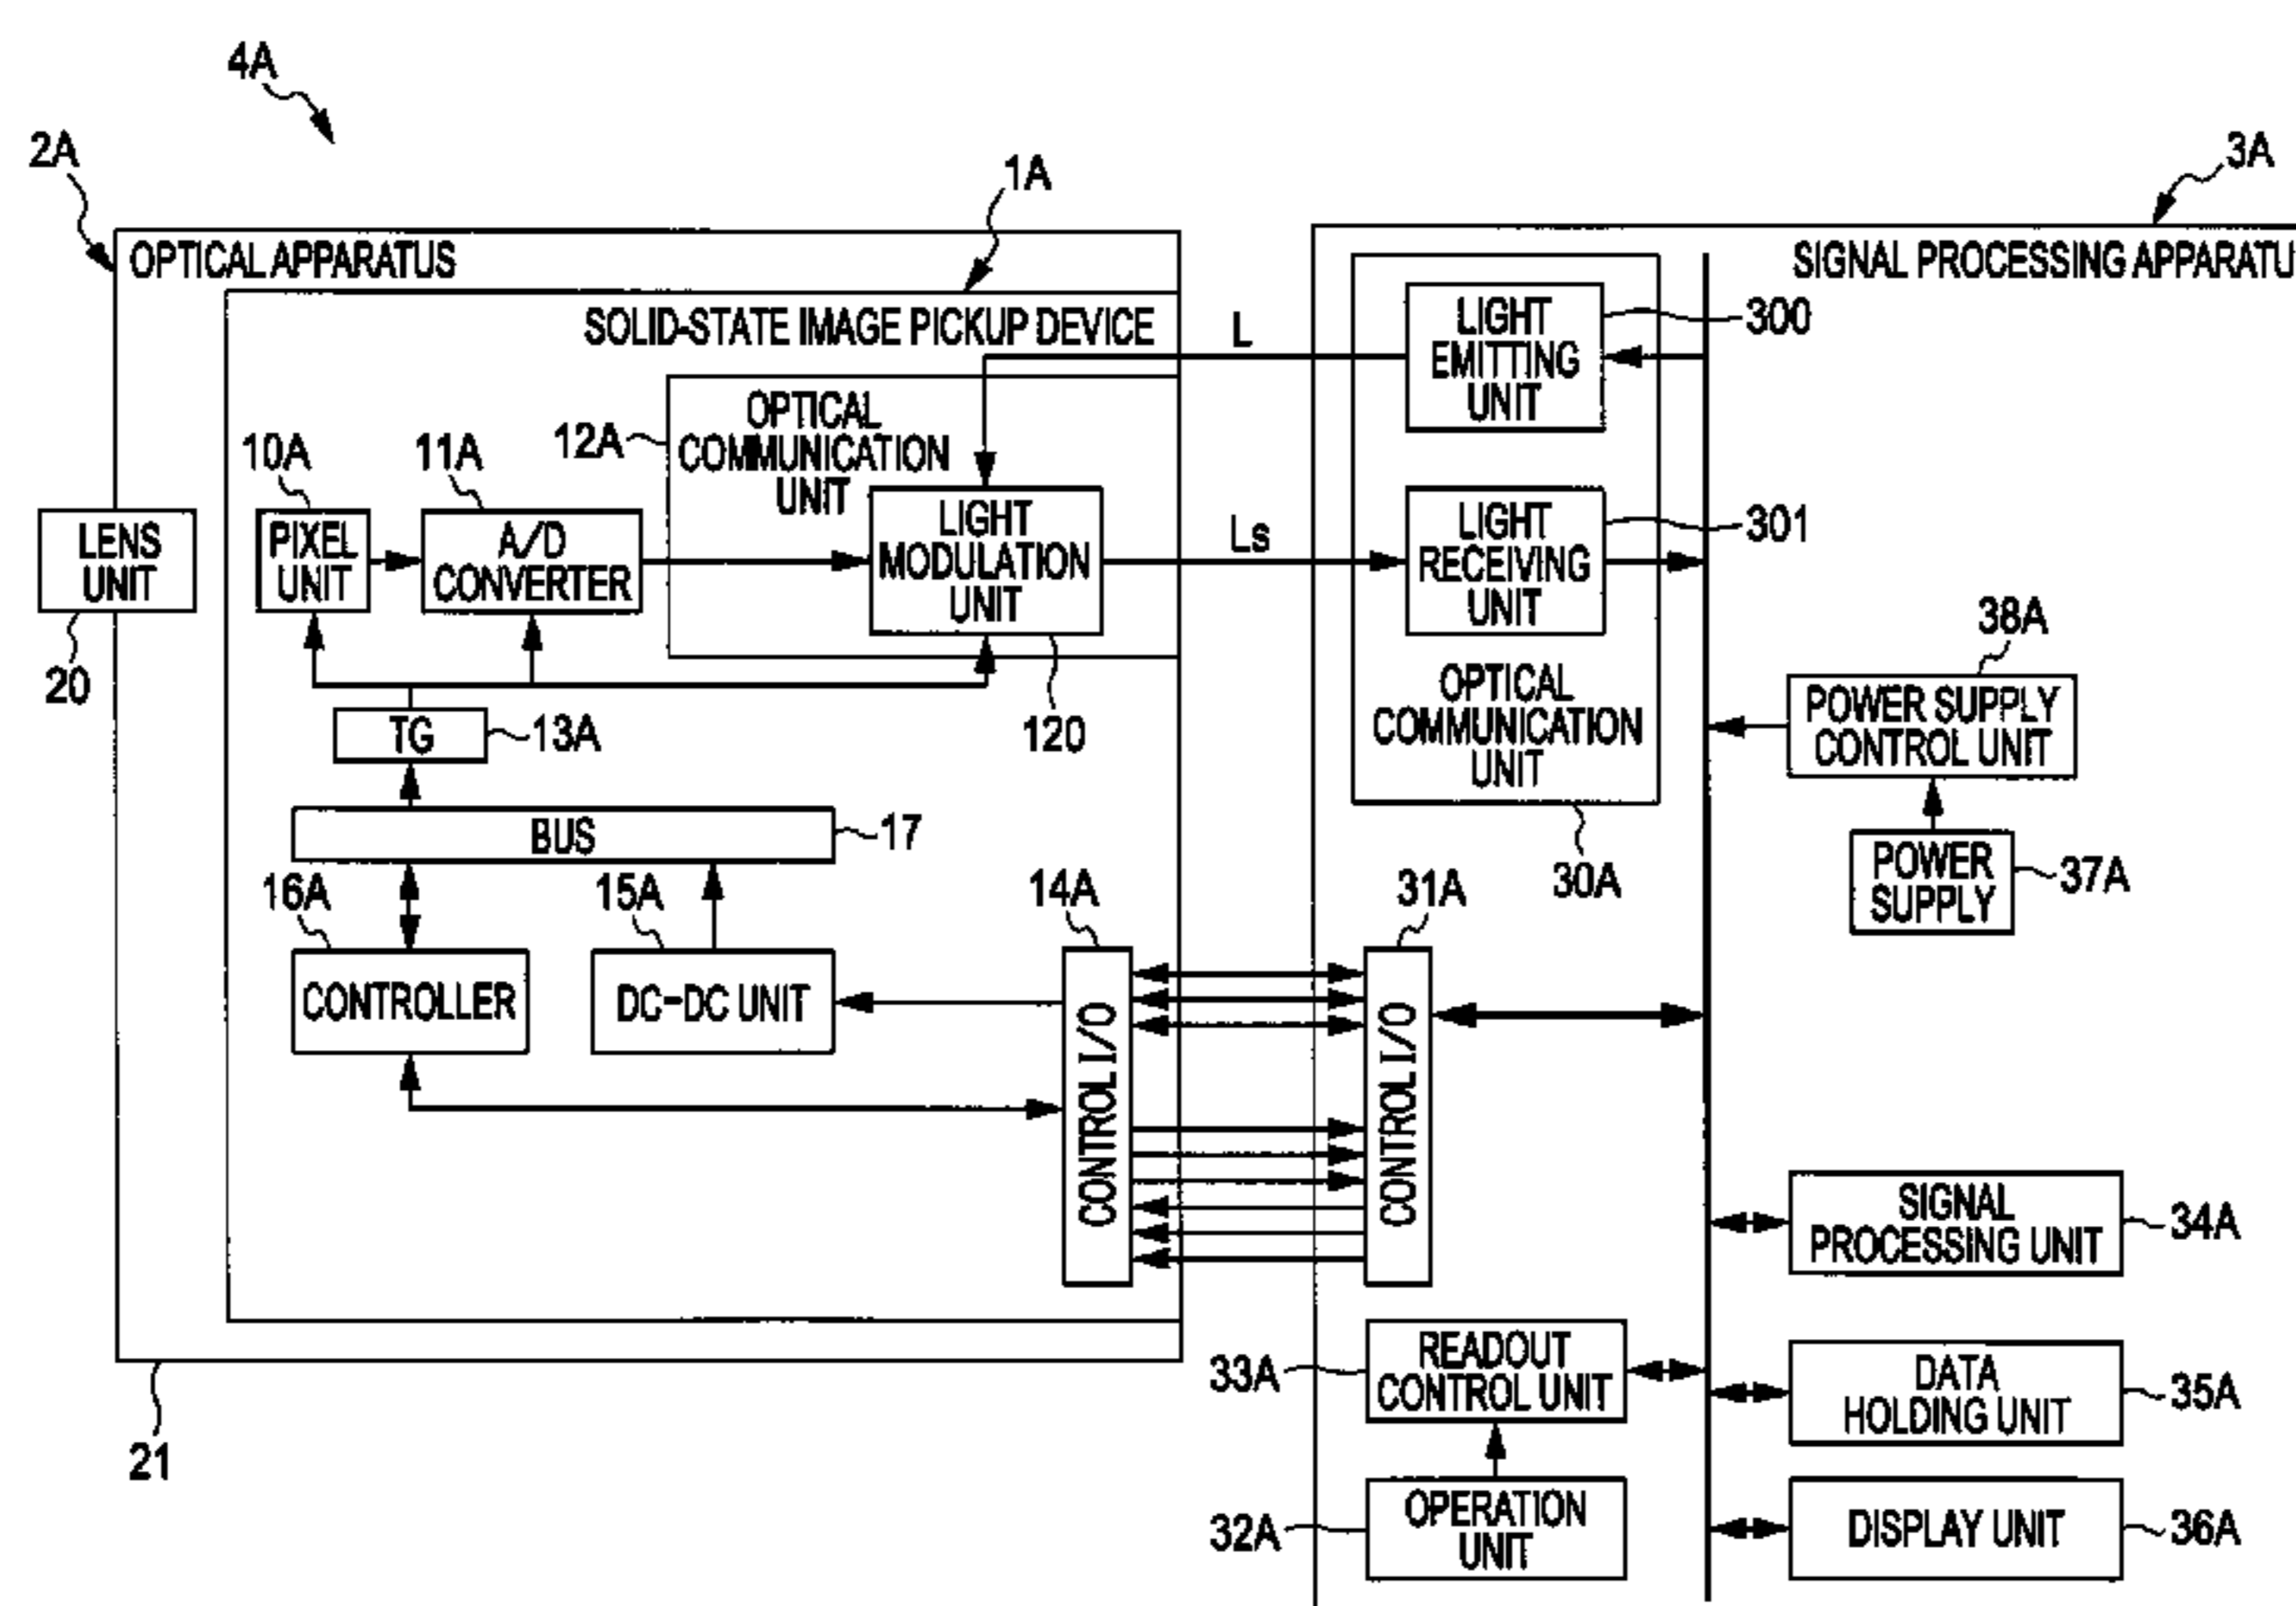 4A
2A
1A
3A
OPTICAL APPARATUS
SIGNAL PROCESSING APPARATU
SOLID-STATE IMAGE PICKUP DEVICE
L
LIGHT
EMITTING
UNIT
300
12A
OPTICAL
COMMUNICATION
UNIT
10A
11A
LENS
UNIT
20
PIXEL
UNIT
A/D
CONVERTER
LIGHT
MODULATION
UNIT
120
Ls
LIGHT
RECEIVING
UNIT
301
OPTICAL
COMMUNICATION
UNIT
30A
38A
POWER SUPPLY
CONTROL UNIT
POWER
SUPPLY
37A
TG
13A
BUS
17
16A
15A
14A
31A
CONTROLLER
DC-DC UNIT
CONTROL I/O
CONTROL I/O
SIGNAL
PROCESSING UNIT
34A
33A
READOUT
CONTROL UNIT
DATA
HOLDING UNIT
35A
21
32A
OPERATION
UNIT
DISPLAY UNIT
36A